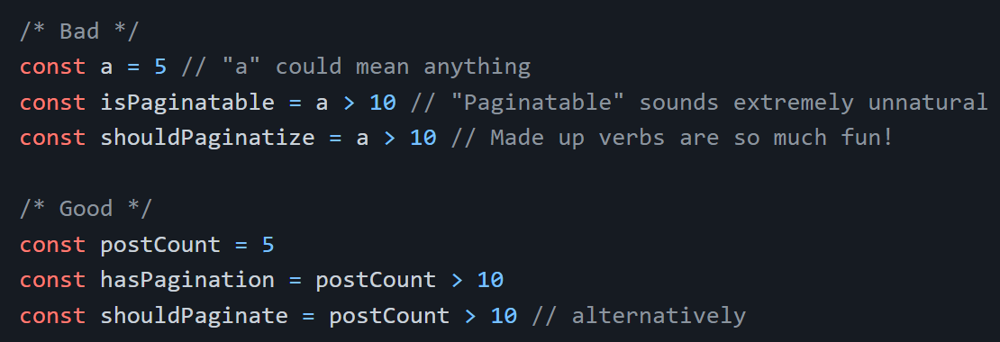 /* Bad */
const a = 5 // "a" could mean anything
const isPaginatable = a > 10 // "Paginatable" sounds extremely unnatural
const shouldPaginatize = a > 10 // Made up verbs are so much fun!
/* Good */
const postCount = 5
const hasPagination = postCount > 10
const shouldPaginate = postCount > 10 // alternatively